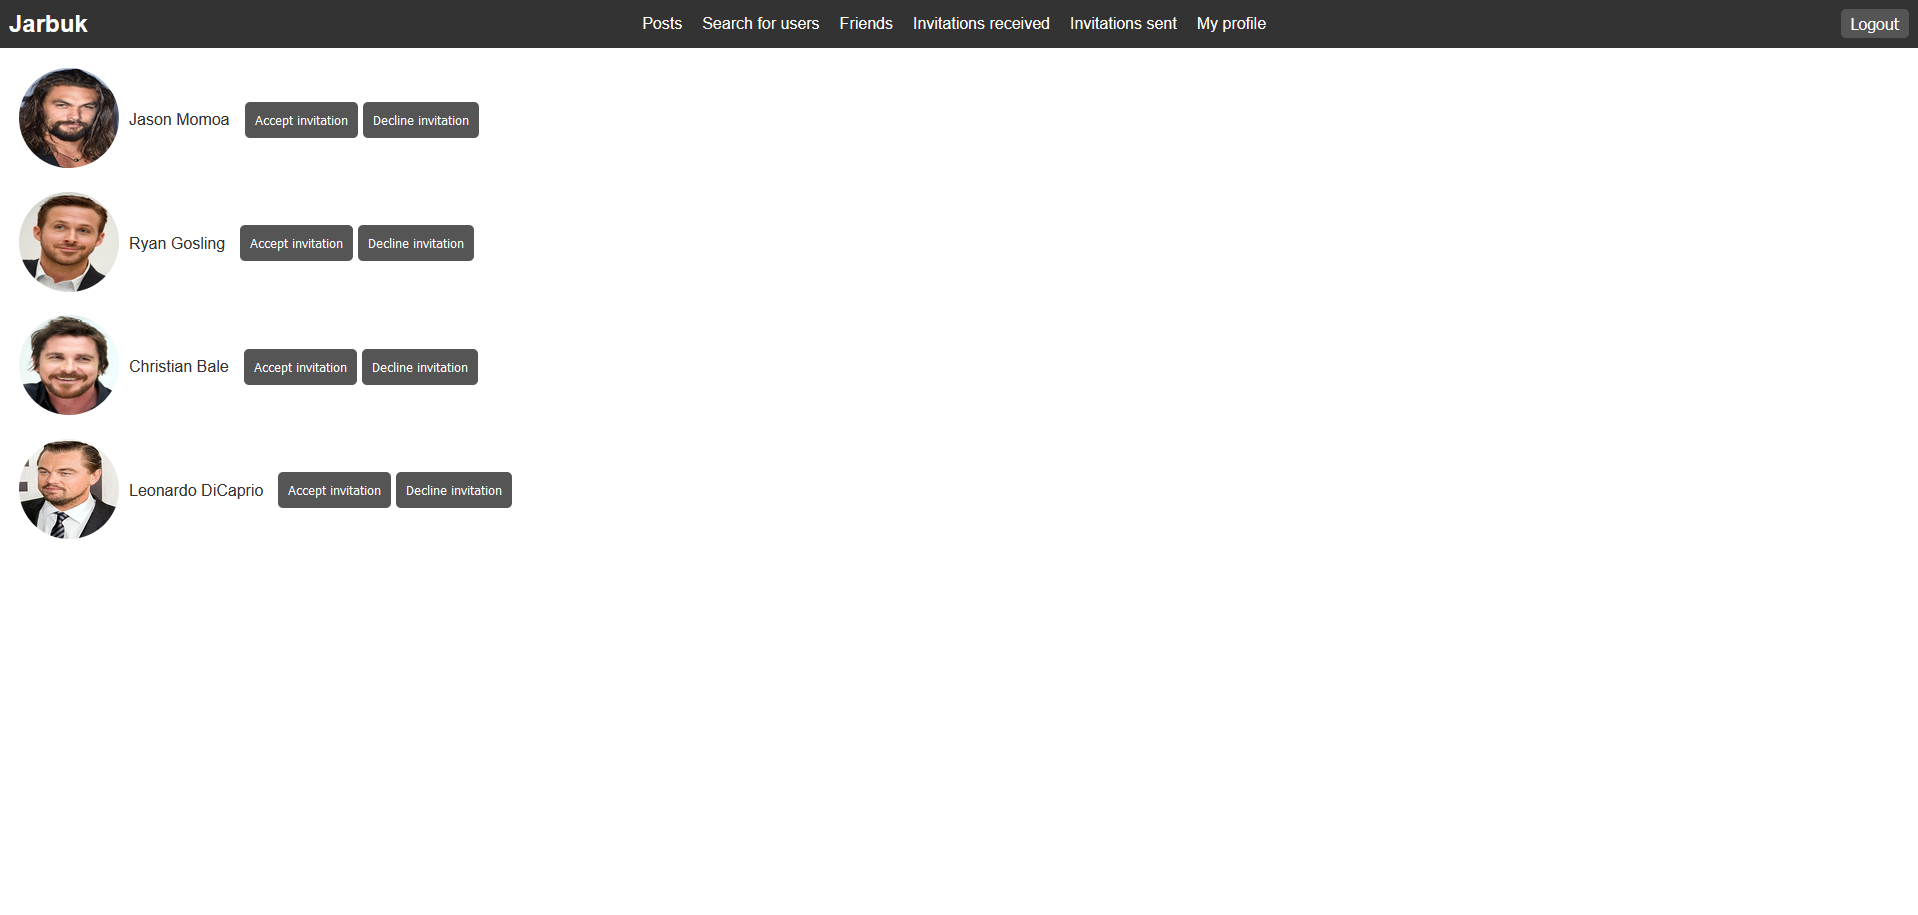 Jarbuk Posts Search for users Friends Invitations received Invitations sent My profile Logout
Jason Momoa Accept invitation Decline invitation
Ryan Gosling Accept invitation Decline invitation
Christian Bale Accept invitation Decline invitation
Leonardo DiCaprio Accept invitation Decline invitation